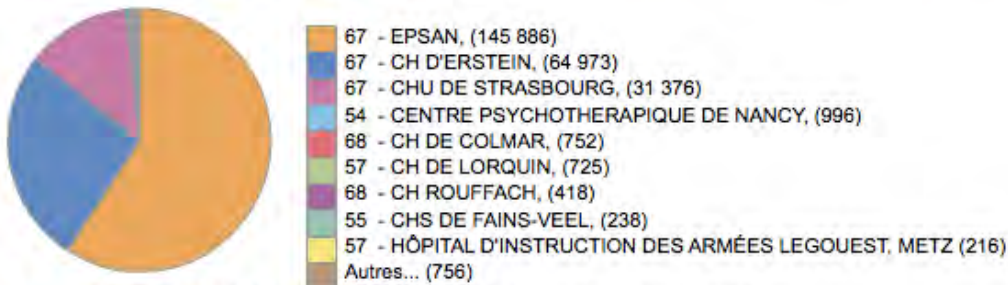 67 - EPSAN, (145 886)
67 - CH D'ERSTEIN, (64 973)
67 - CHU DE STRASBOURG, (31 376)
54 - CENTRE PSYCHOTHERAPIQUE DE NANCY, (996)
68 - CH DE COLMAR, (752)
57 - CH DE LORQUIN, (725)
68 - CH ROUFFACH, (418)
55 - CHS DE FAINS-VEEL, (238)
57 - HÔPITAL D'INSTRUCTION DES ARMÉES LEGOUEST, METZ (216)
Autres... (756)